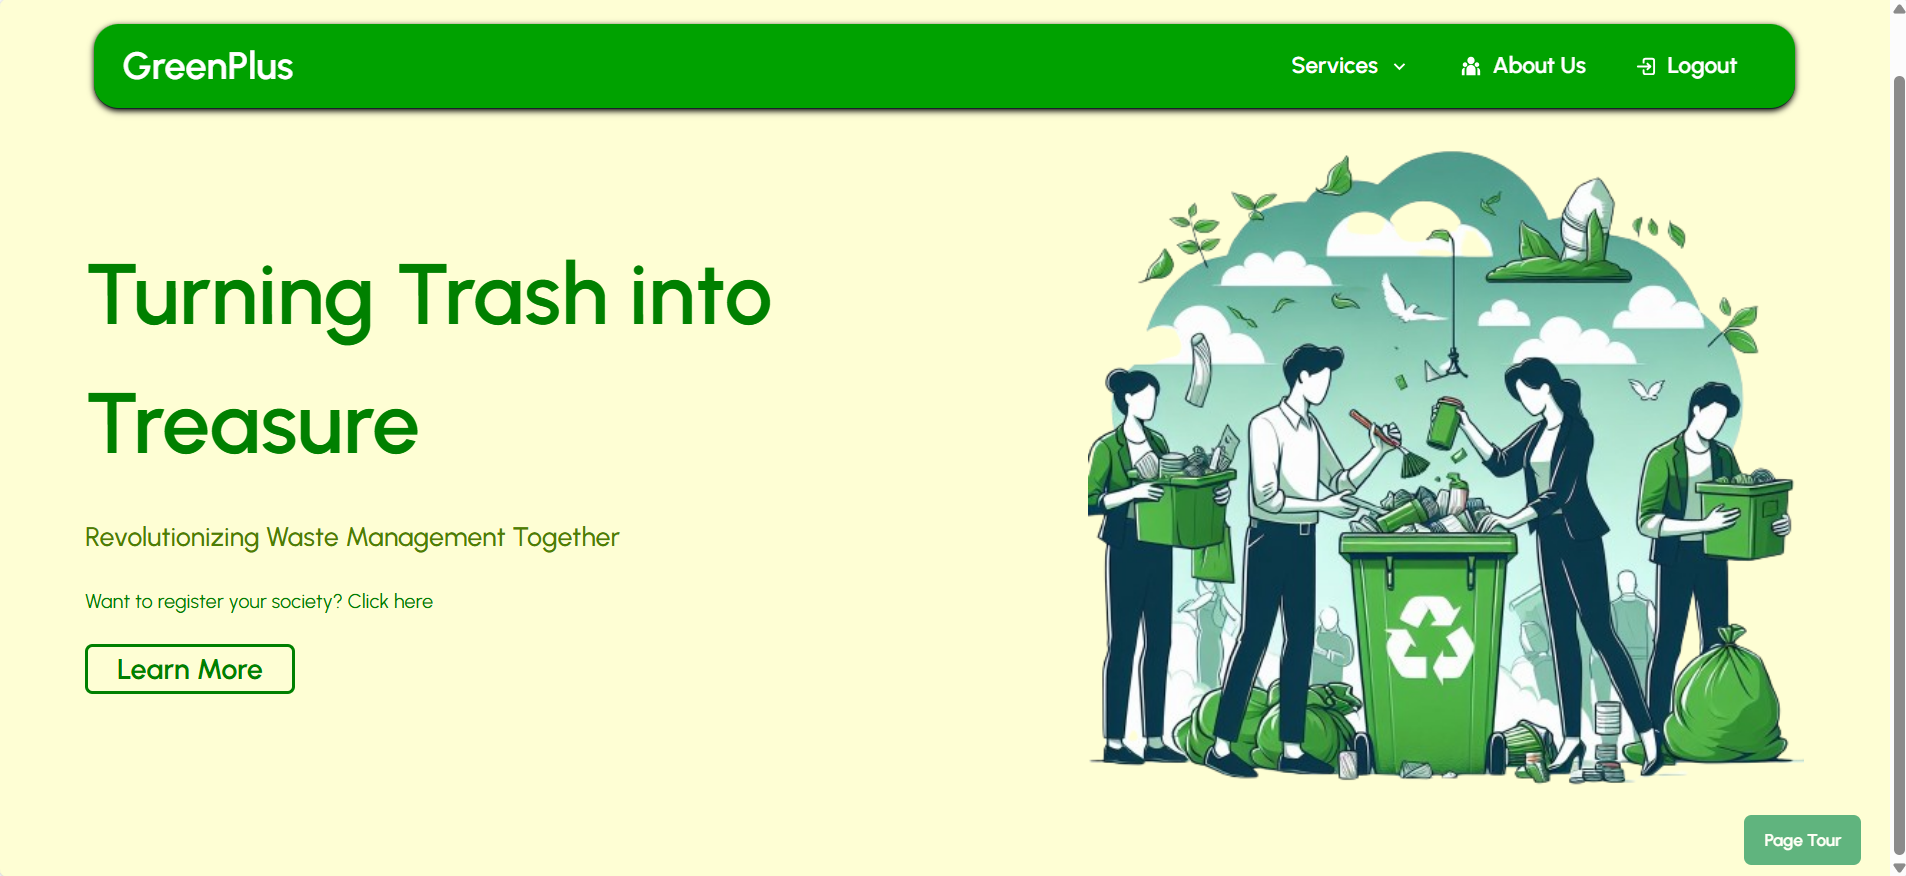 GreenPlus
Services
About Us
Logout
Turning Trash into
Treasure
Revolutionizing Waste Management Together
Want to register your society? Click here
Learn More
Page Tour